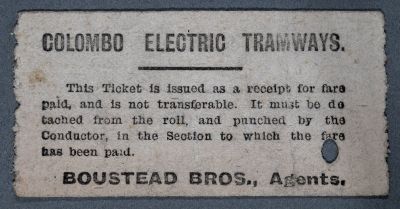 COLOMBO ELECTRIC TRAMWAYS.
This Ticket is issued as a receipt for fare
paid, and is not transferable. It must be de
tached from the roll, and punched by the
Conductor, in the Section to which the fare
has been paid.
BOUSTEAD BROS., Agents.